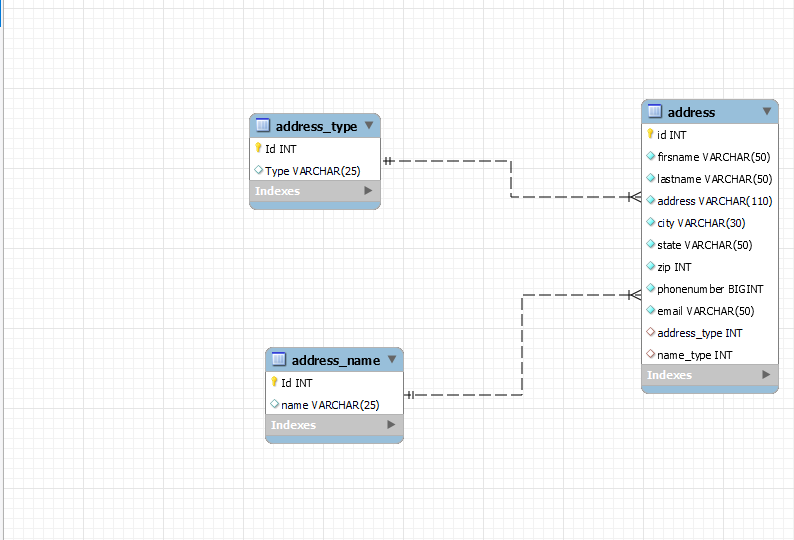 address_type
Id INT
Type VARCHAR(25)
Indexes
address
id INT
firsname VARCHAR(50)
lastname VARCHAR(50)
address VARCHAR(110)
city VARCHAR(30)
state VARCHAR(50)
zip INT
phonenumber BIGINT
email VARCHAR(50)
address_type INT
name_type INT
Indexes
address_name
Id INT
name VARCHAR(25)
Indexes